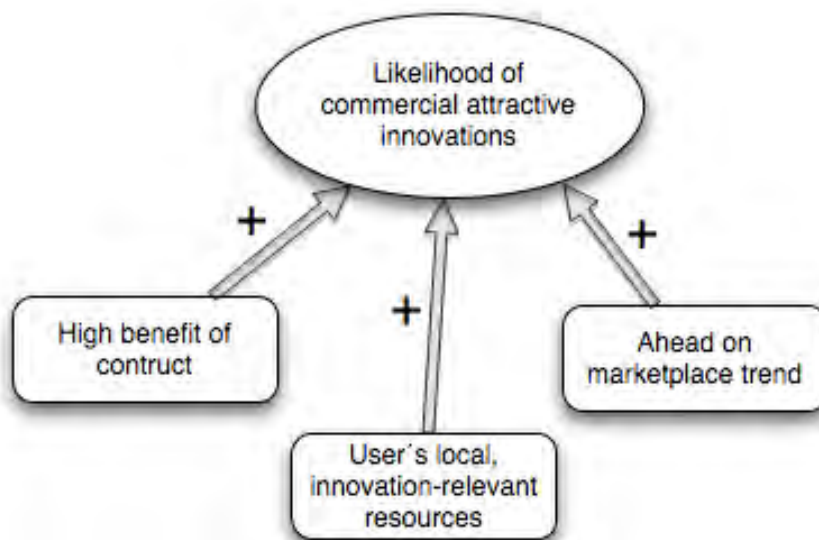 Likelihood of
commercial attractive
innovations
+
+
+
High benefit of
contruct
Ahead on
marketplace trend
User´s local,
innovation-relevant
resources